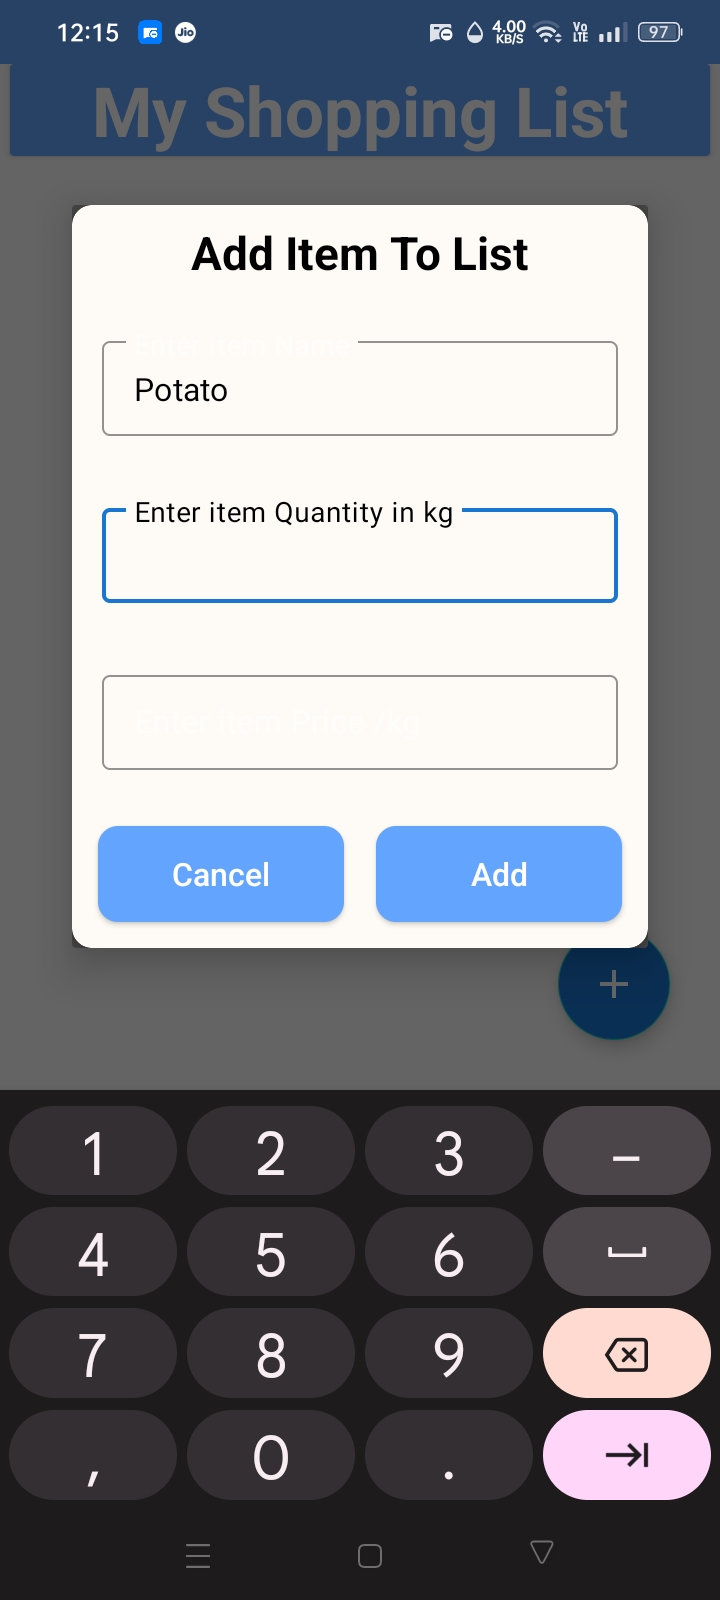 12:15 Jio 4.00 KB/S Vo LTE 97
My Shopping List
Add Item To List
Enter item Name
Potato
Enter item Quantity in kg
Enter item Price /kg
Cancel Add
+
1 2 3 –
4 5 6
7 8 9
, 0 .